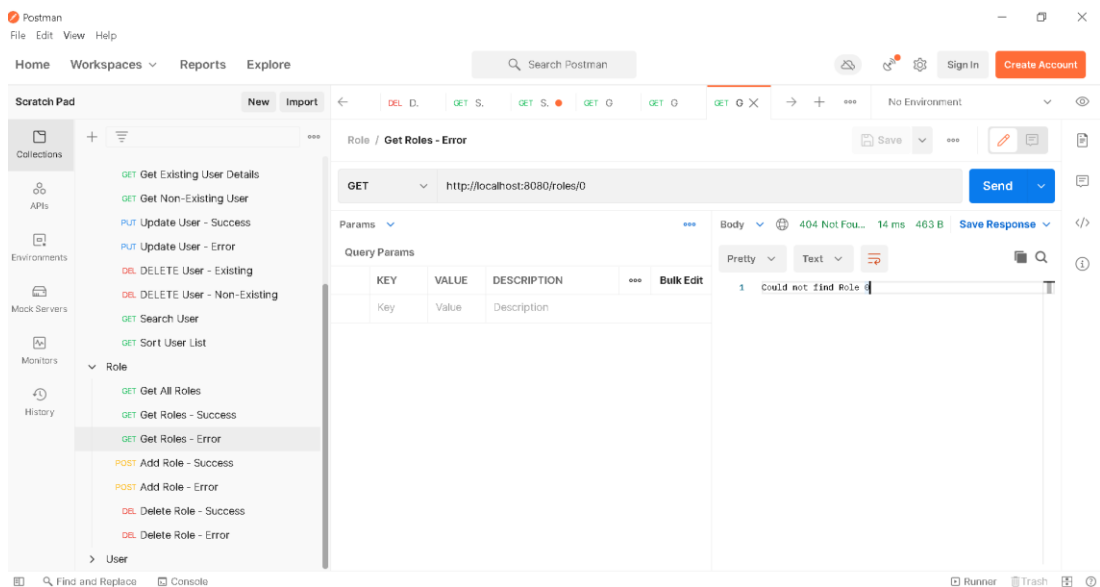 Postman
File Edit View Help
Home Workspaces Reports Explore
Search Postman
Sign In
Create Account
Scratch Pad
New Import
DEL D.
GET S.
GET S.
GET G
GET G
GET G
No Environment
Collections
APIs
Environments
Mock Servers
Monitors
History
GET Get Existing User Details
GET Get Non-Existing User
PUT Update User - Success
PUT Update User - Error
DEL DELETE User - Existing
DEL DELETE User - Non-Existing
GET Search User
GET Sort User List
Role
GET Get All Roles
GET Get Roles - Success
GET Get Roles - Error
POST Add Role - Success
POST Add Role - Error
DEL Delete Role - Success
DEL Delete Role - Error
User
Role / Get Roles - Error
Save
GET http://localhost:8080/roles/0
Send
Params
Query Params
KEY VALUE DESCRIPTION Bulk Edit
Key Value Description
Body 404 Not Fou... 14 ms 463 B Save Response
Pretty Text
1 Could not find Role 0
Find and Replace Console
Runner Trash